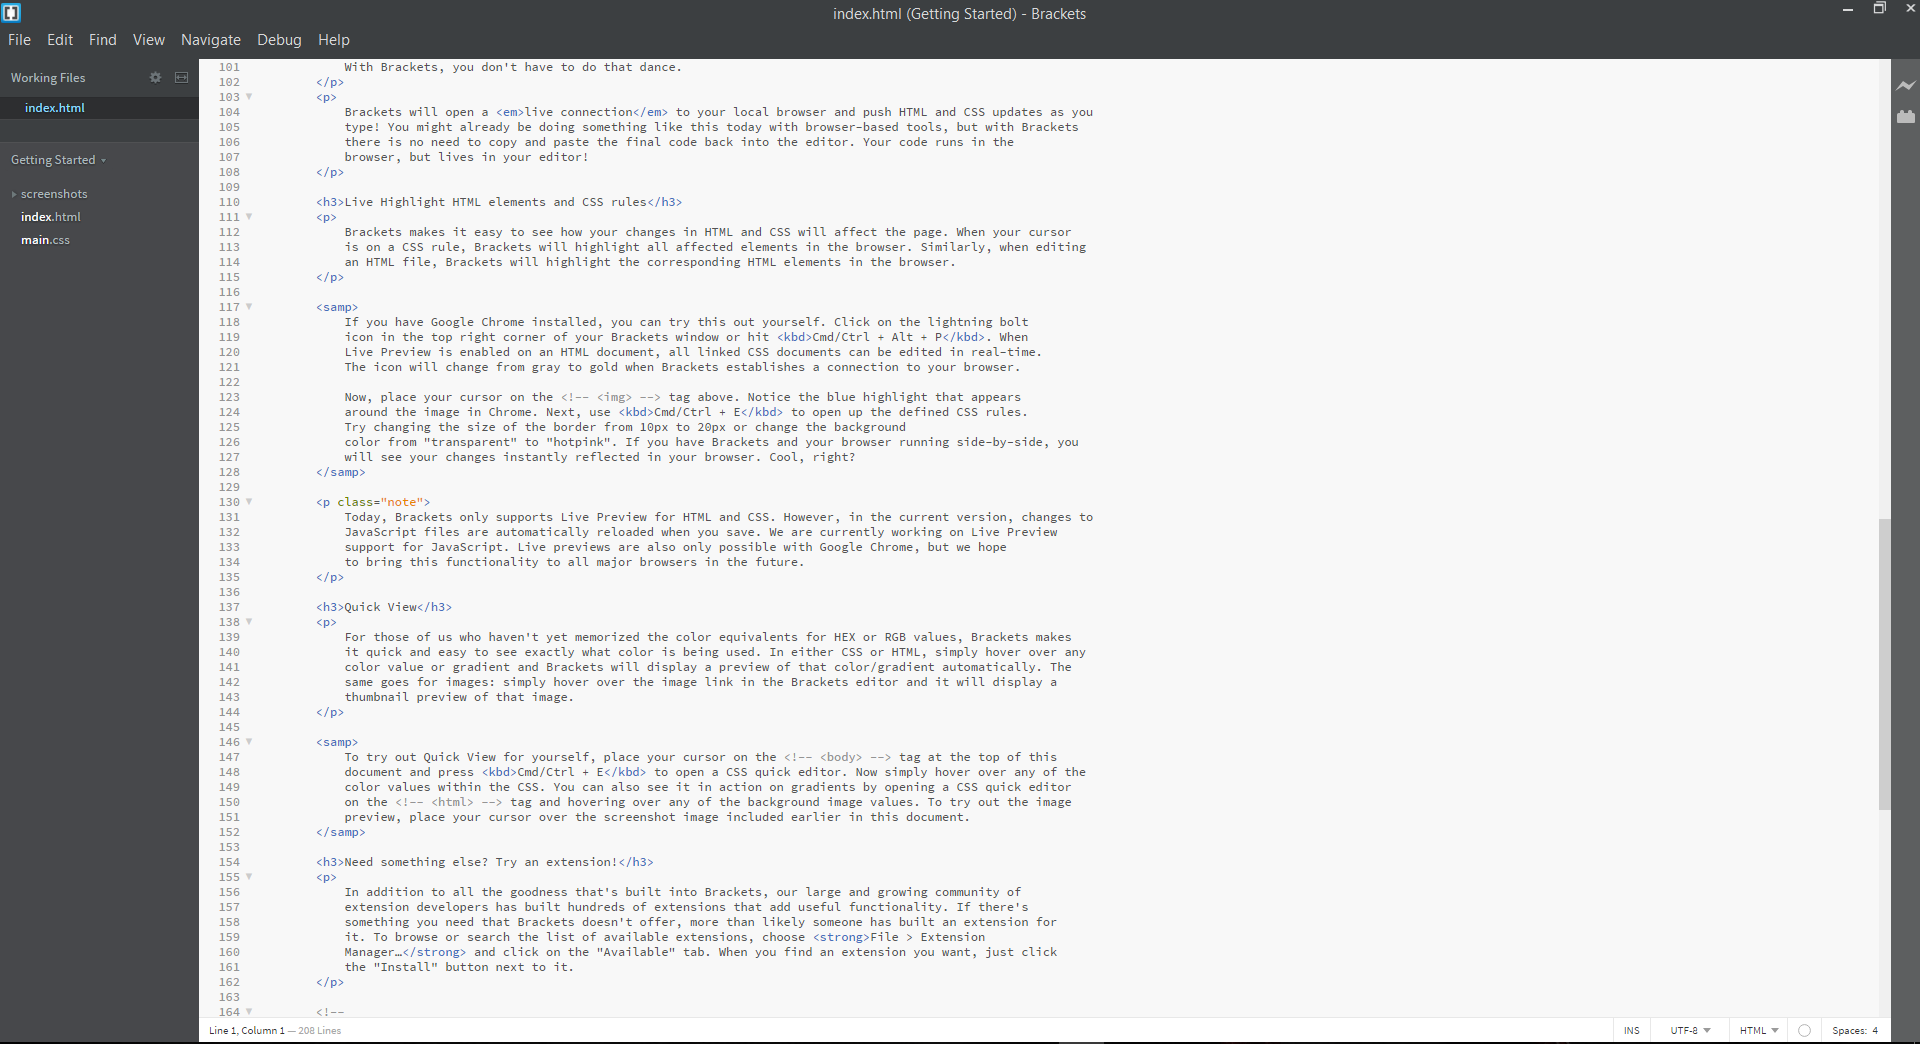 index.html (Getting Started) - Brackets
File Edit Find View Navigate Debug Help
Working Files
index.html
Getting Started
screenshots
index.html
main.css
101 With Brackets, you don't have to do that dance.
102 </p>
103 <p>
104 Brackets will open a <em>live connection</em> to your local browser and push HTML and CSS updates as you
105 type! You might already be doing something like this today with browser-based tools, but with Brackets
106 there is no need to copy and paste the final code back into the editor. Your code runs in the
107 browser, but lives in your editor!
108 </p>
109
110 <h3>Live Highlight HTML elements and CSS rules</h3>
111 <p>
112 Brackets makes it easy to see how your changes in HTML and CSS will affect the page. When your cursor
113 is on a CSS rule, Brackets will highlight all affected elements in the browser. Similarly, when editing
114 an HTML file, Brackets will highlight the corresponding HTML elements in the browser.
115 </p>
116
117 <samp>
118 If you have Google Chrome installed, you can try this out yourself. Click on the lightning bolt
119 icon in the top right corner of your Brackets window or hit <kbd>Cmd/Ctrl + Alt + P</kbd>. When
120 Live Preview is enabled on an HTML document, all linked CSS documents can be edited in real-time.
121 The icon will change from gray to gold when Brackets establishes a connection to your browser.
122
123 Now, place your cursor on the <!-- <img> --> tag above. Notice the blue highlight that appears
124 around the image in Chrome. Next, use <kbd>Cmd/Ctrl + E</kbd> to open up the defined CSS rules.
125 Try changing the size of the border from 10px to 20px or change the background
126 color from "transparent" to "hotpink". If you have Brackets and your browser running side-by-side, you
127 will see your changes instantly reflected in your browser. Cool, right?
128 </samp>
129
130 <p class="note">
131 Today, Brackets only supports Live Preview for HTML and CSS. However, in the current version, changes to
132 JavaScript files are automatically reloaded when you save. We are currently working on Live Preview
133 support for JavaScript. Live previews are also only possible with Google Chrome, but we hope
134 to bring this functionality to all major browsers in the future.
135 </p>
136
137 <h3>Quick View</h3>
138 <p>
139 For those of us who haven't yet memorized the color equivalents for HEX or RGB values, Brackets makes
140 it quick and easy to see exactly what color is being used. In either CSS or HTML, simply hover over any
141 color value or gradient and Brackets will display a preview of that color/gradient automatically. The
142 same goes for images: simply hover over the image link in the Brackets editor and it will display a
143 thumbnail preview of that image.
144 </p>
145
146 <samp>
147 To try out Quick View for yourself, place your cursor on the <!-- <body> --> tag at the top of this
148 document and press <kbd>Cmd/Ctrl + E</kbd> to open a CSS quick editor. Now simply hover over any of the
149 color values within the CSS. You can also see it in action on gradients by opening a CSS quick editor
150 on the <!-- <html> --> tag and hovering over any of the background image values. To try out the image
151 preview, place your cursor over the screenshot image included earlier in this document.
152 </samp>
153
154 <h3>Need something else? Try an extension!</h3>
155 <p>
156 In addition to all the goodness that's built into Brackets, our large and growing community of
157 extension developers has built hundreds of extensions that add useful functionality. If there's
158 something you need that Brackets doesn't offer, more than likely someone has built an extension for
159 it. To browse or search the list of available extensions, choose <strong>File > Extension
160 Manager…</strong> and click on the "Available" tab. When you find an extension you want, just click
161 the "Install" button next to it.
162 </p>
163
164 <!--
Line 1, Column 1 — 208 Lines
INS UTF-8 HTML Spaces: 4